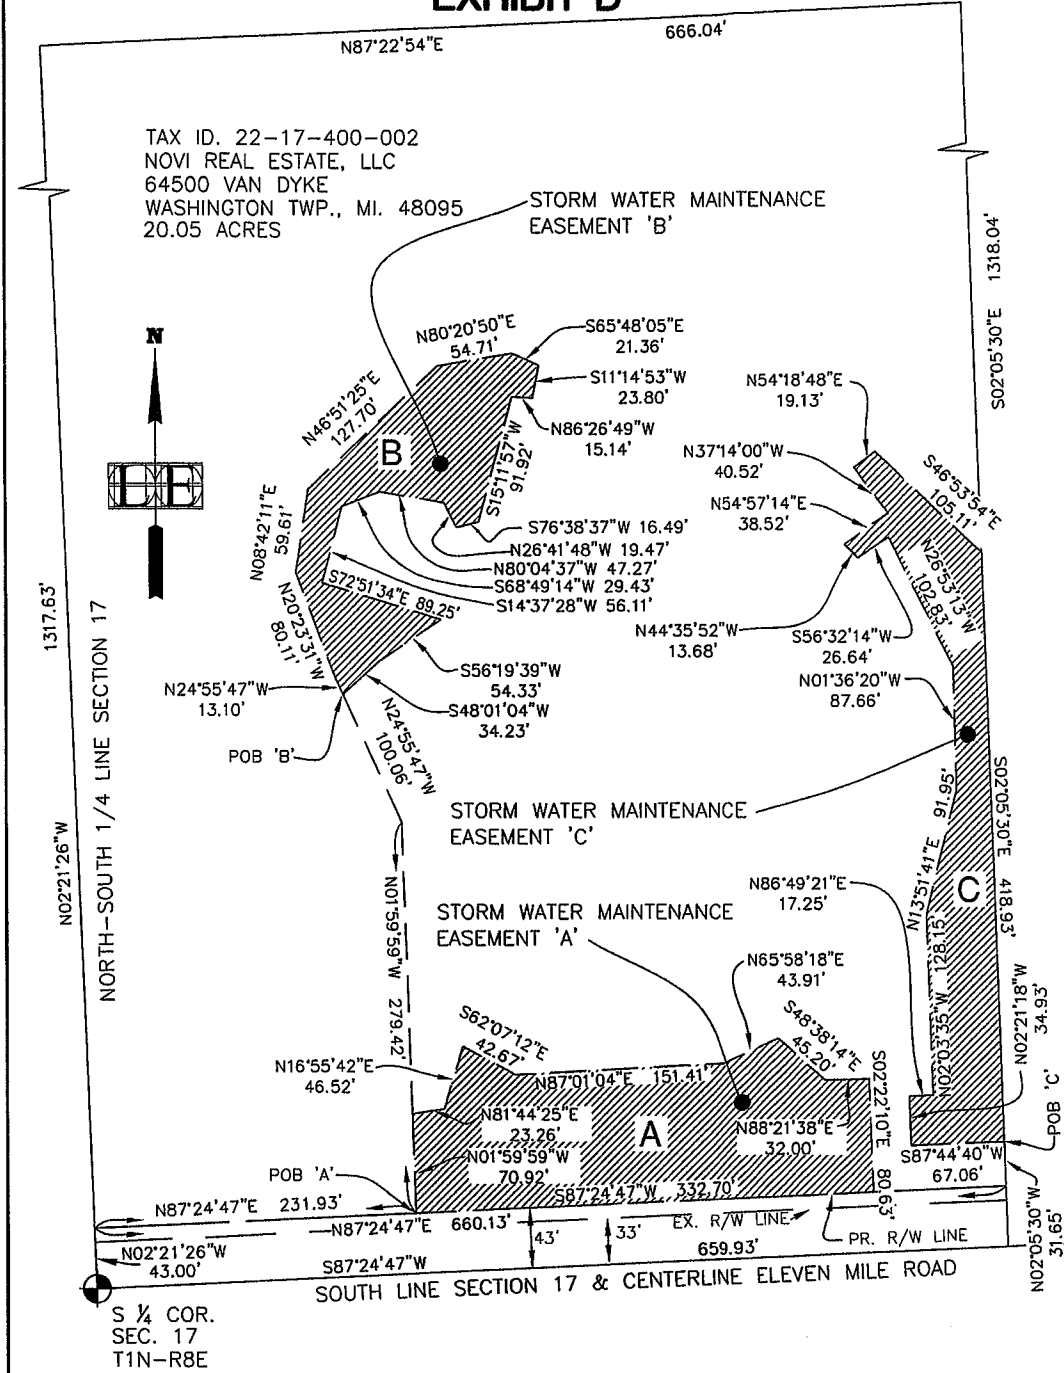 EXHIBIT B
N87°22'54"E
666.04'
TAX ID. 22-17-400-002
NOVI REAL ESTATE, LLC
64500 VAN DYKE
WASHINGTON TWP., MI. 48095
20.05 ACRES
STORM WATER MAINTENANCE
EASEMENT 'B'
S02°05'30"E 1318.04'
N
LE
N80°20'50"E
54.71'
S65°48'05"E
21.36'
S11°14'53"W
23.80'
N86°26'49"W
15.14'
N46°51'25"E
127.70'
B
S15°11'57"W
91.92'
S76°38'37"W 16.49'
N26°41'48"W 19.47'
N80°04'37"W 47.27'
S68°49'14"W 29.43'
S14°37'28"W 56.11'
N08°42'11"E
59.61'
S72°51'34"E 89.25'
N20°23'31"W
80.11'
S56°19'39"W
54.33'
S48°01'04"W
34.23'
N24°55'47"W
13.10'
POB 'B'
N24°55'47"W
100.06'
N54°18'48"E
19.13'
N37°14'00"W
40.52'
N54°57'14"E
38.52'
S46°53'54"E
105.11'
N26°53'13"W
102.83'
N44°35'52"W
13.68'
S56°32'14"W
26.64'
N01°36'20"W
87.66'
1317.63'
NORTH-SOUTH 1/4 LINE SECTION 17
N02°21'26"W
STORM WATER MAINTENANCE
EASEMENT 'C'
S02°05'30"E 418.93'
N13°51'41"E 91.95'
C
N86°49'21"E
17.25'
N02°03'35"W 128.15'
N02°21'18"W
34.93'
POB 'C'
S87°44'40"W
67.06'
STORM WATER MAINTENANCE
EASEMENT 'A'
N01°59'59"W 279.42'
N65°58'18"E
43.91'
S48°38'14"E
45.20'
S62°07'12"E
42.67'
N16°55'42"E
46.52'
N87°01'04"E 151.41'
N81°44'25"E
23.26'
A
N88°21'38"E
32.00'
S02°22'10"E 80.63'
N01°59'59"W
70.92'
POB 'A'
S87°24'47"W 332.70'
N87°24'47"E 231.93'
N87°24'47"E 660.13'
43'
33'
EX. R/W LINE
PR. R/W LINE
N02°05'30"W
31.65'
N02°21'26"W
43.00'
S87°24'47"W
659.93'
SOUTH LINE SECTION 17 & CENTERLINE ELEVEN MILE ROAD
S 1/4 COR.
SEC. 17
T1N-R8E